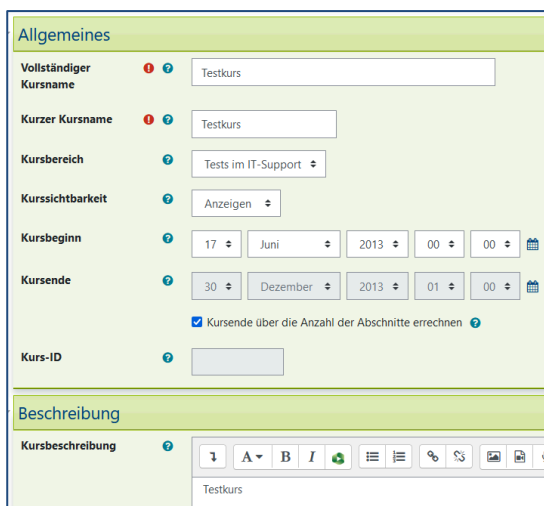 Allgemeines
Vollständiger Kursname
Testkurs
Kurzer Kursname
Testkurs
Kursbereich
Tests im IT-Support
Kurssichtbarkeit
Anzeigen
Kursbeginn
17 Juni 2013 00 00
Kursende
30 Dezember 2013 01 00
Kursende über die Anzahl der Abschnitte errechnen
Kurs-ID
Beschreibung
Kursbeschreibung
A B I
Testkurs